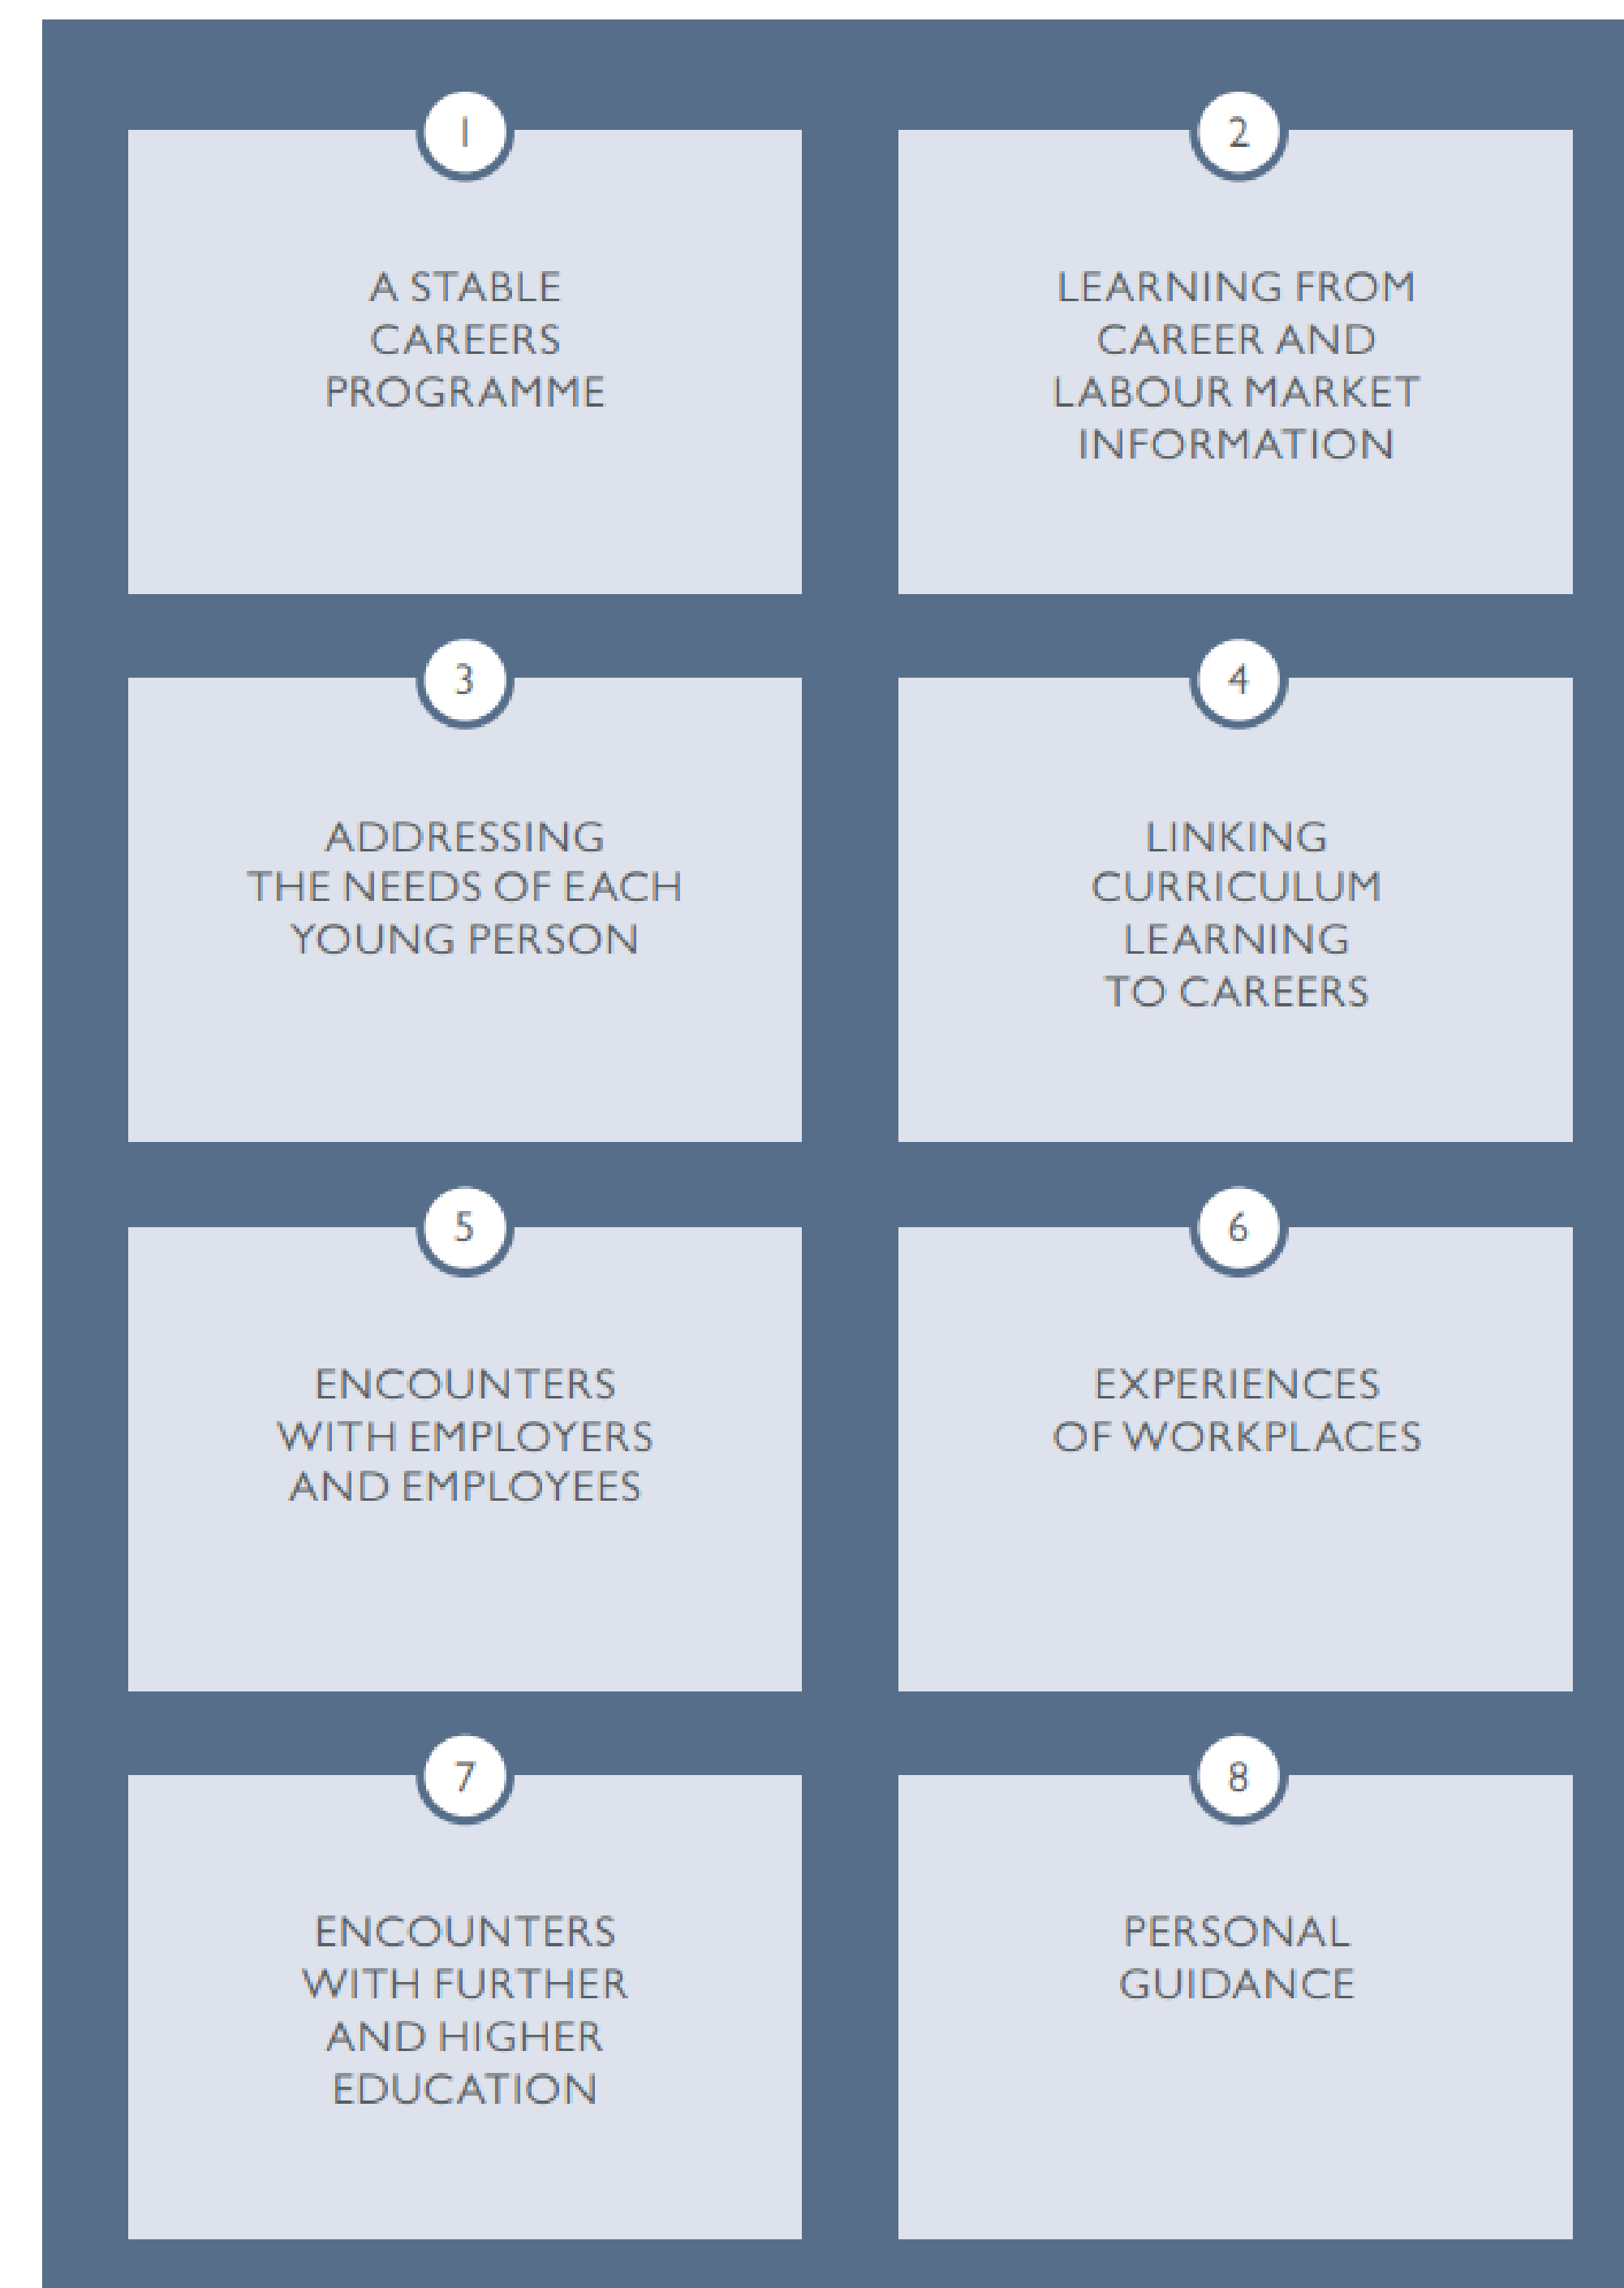 1
A STABLE
CAREERS
PROGRAMME
2
LEARNING FROM
CAREER AND
LABOUR MARKET
INFORMATION
3
ADDRESSING
THE NEEDS OF EACH
YOUNG PERSON
4
LINKING
CURRICULUM
LEARNING
TO CAREERS
5
ENCOUNTERS
WITH EMPLOYERS
AND EMPLOYEES
6
EXPERIENCES
OF WORKPLACES
7
ENCOUNTERS
WITH FURTHER
AND HIGHER
EDUCATION
8
PERSONAL
GUIDANCE